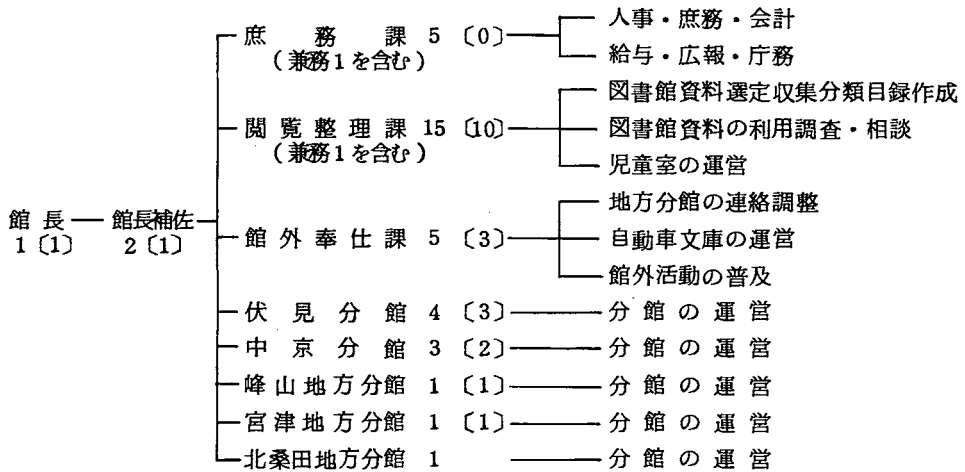 庶務課 5 〔0〕
(兼務1を含む)
人事・庶務・会計
給与・広報・庁務
閲覧整理課 15 〔10〕
(兼務1を含む)
図書館資料選定収集分類目録作成
図書館資料の利用調査・相談
児童室の運営
館長 館長補佐
1〔1〕 2〔1〕
館外奉仕課 5 〔3〕
地方分館の連絡調整
自動車文庫の運営
館外活動の普及
伏見分館 4 〔3〕 分館の運営
中京分館 3 〔2〕 分館の運営
峰山地方分館 1 〔1〕 分館の運営
宮津地方分館 1 〔1〕 分館の運営
北桑田地方分館 1 分館の運営